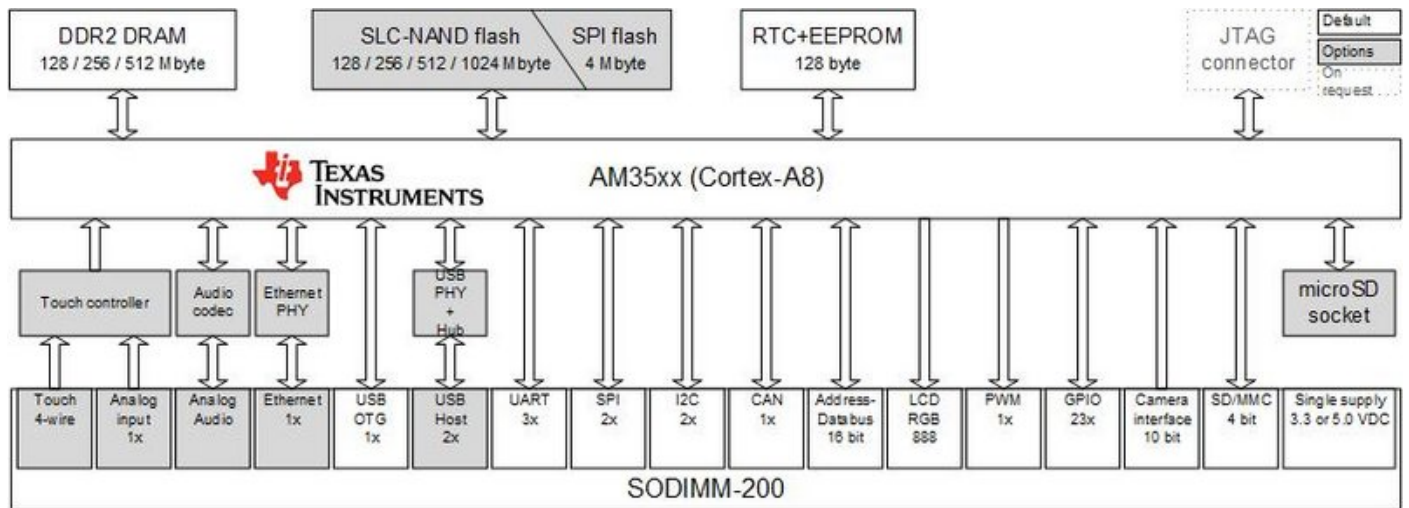 DDR2 DRAM
128 / 256 / 512 Mbyte
SLC-NAND flash
128 / 256 / 512 / 1024 Mbyte
SPI flash
4 Mbyte
RTC+EEPROM
128 byte
JTAG
connector
Default
Options
On
request
TEXAS
INSTRUMENTS
AM35xx (Cortex-A8)
Touch controller
Audio
codec
Ethernet
PHY
USB
PHY
+
Hub
microSD
socket
Touch
4-wire
Analog
input
1x
Analog
Audio
Ethernet
1x
USB
OTG
1x
USB
Host
2x
UART
3x
SPI
2x
I2C
2x
CAN
1x
Address-
Databus
16 bit
LCD
RGB
888
PWM
1x
GPIO
23x
Camera
interface
10 bit
SD/MMC
4 bit
Single supply
3.3 or 5.0 VDC
SODIMM-200